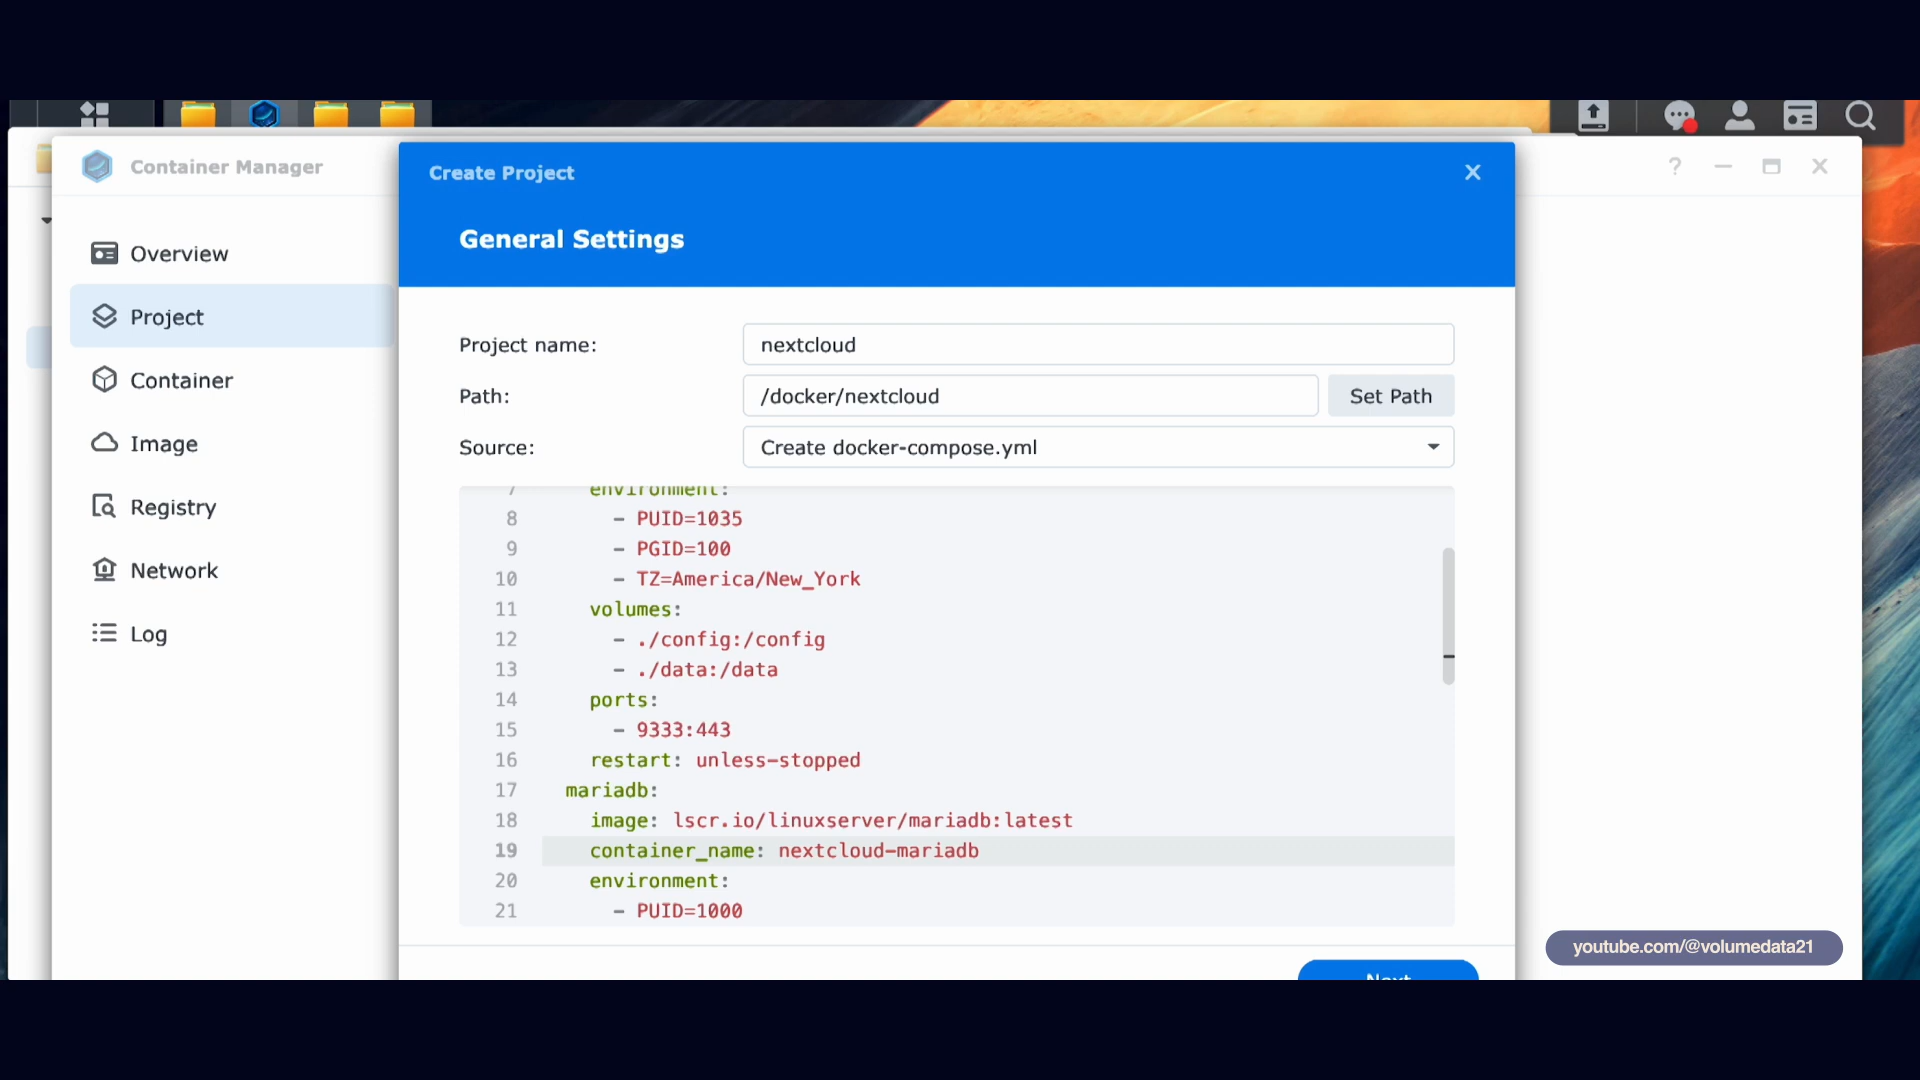 Container Manager
Create Project
General Settings
Overview
Project
Container
Image
Registry
Network
Log
Project name: nextcloud
Path: /docker/nextcloud Set Path
Source: Create docker-compose.yml
7 environment:
8 - PUID=1035
9 - PGID=100
10 - TZ=America/New_York
11 volumes:
12 - ./config:/config
13 - ./data:/data
14 ports:
15 - 9333:443
16 restart: unless-stopped
17 mariadb:
18 image: lscr.io/linuxserver/mariadb:latest
19 container_name: nextcloud-mariadb
20 environment:
21 - PUID=1000
Next
youtube.com/@volumedata21